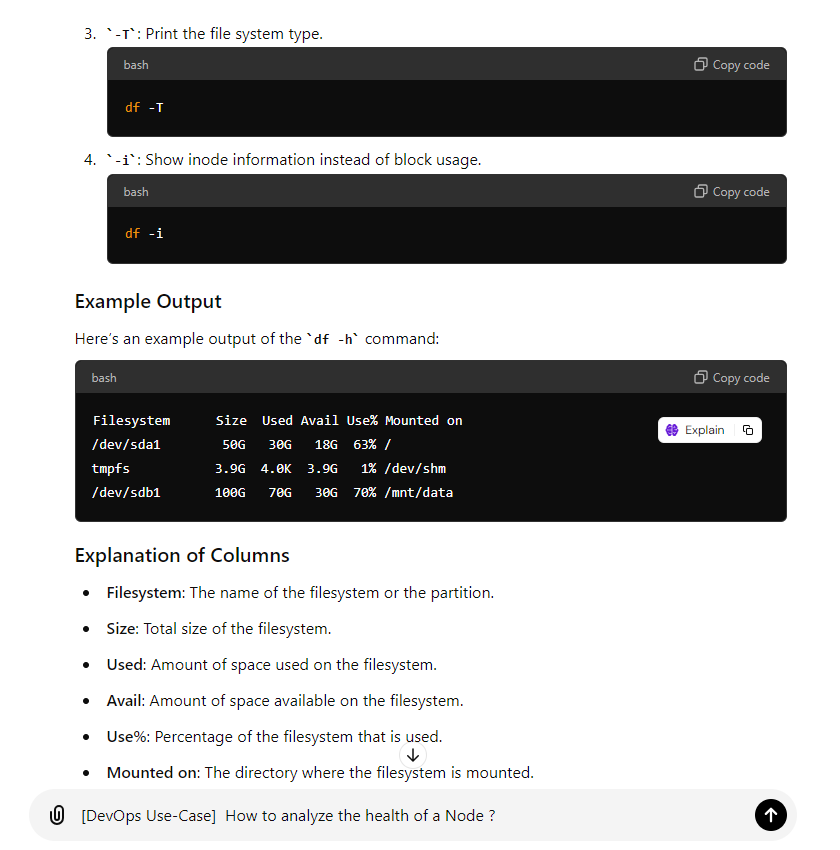 3. `-T`: Print the file system type.
bash Copy code
df -T
4. `-i`: Show inode information instead of block usage.
bash Copy code
df -i
Example Output
Here's an example output of the `df -h` command:
bash Copy code
Filesystem      Size  Used Avail Use% Mounted on
Explain
/dev/sda1        50G   30G   18G  63% /
tmpfs           3.9G  4.0K  3.9G   1% /dev/shm
/dev/sdb1       100G   70G   30G  70% /mnt/data
Explanation of Columns
• Filesystem: The name of the filesystem or the partition.
• Size: Total size of the filesystem.
• Used: Amount of space used on the filesystem.
• Avail: Amount of space available on the filesystem.
• Use%: Percentage of the filesystem that is used.
• Mounted on: The directory where the filesystem is mounted.
[DevOps Use-Case]  How to analyze the health of a Node ?